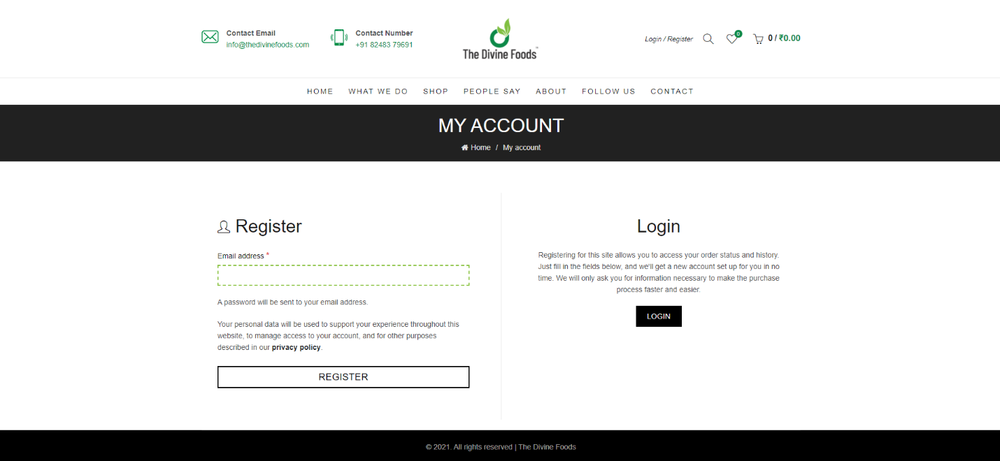 Contact Email
info@thedivinefoods.com
Contact Number
+91 82483 79691
The Divine Foods™
Login / Register
0
0 / ₹0.00
HOME WHAT WE DO SHOP PEOPLE SAY ABOUT FOLLOW US CONTACT
MY ACCOUNT
Home / My account
Register
Email address *
A password will be sent to your email address.
Your personal data will be used to support your experience throughout this
website, to manage access to your account, and for other purposes
described in our privacy policy.
REGISTER
Login
Registering for this site allows you to access your order status and history.
Just fill in the fields below, and we'll get a new account set up for you in no
time. We will only ask you for information necessary to make the purchase
process faster and easier.
LOGIN
© 2021. All rights reserved | The Divine Foods